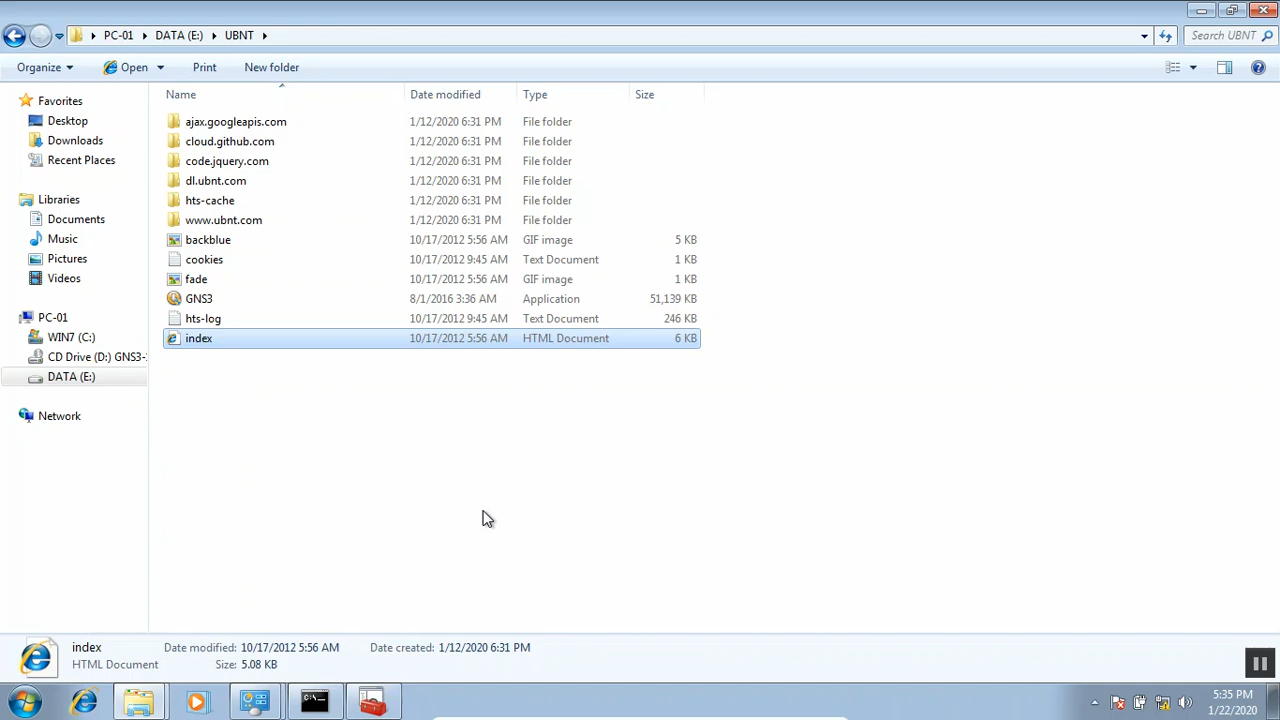 PC-01 DATA (E:) UBNT
Search UBNT
Organize Open Print New folder
Name Date modified Type Size
Favorites
Desktop
Downloads
Recent Places
Libraries
Documents
Music
Pictures
Videos
PC-01
WIN7 (C:)
CD Drive (D:) GNS3-
DATA (E:)
Network
ajax.googleapis.com 1/12/2020 6:31 PM File folder
cloud.github.com 1/12/2020 6:31 PM File folder
code.jquery.com 1/12/2020 6:31 PM File folder
dl.ubnt.com 1/12/2020 6:31 PM File folder
hts-cache 1/12/2020 6:31 PM File folder
www.ubnt.com 1/12/2020 6:31 PM File folder
backblue 10/17/2012 5:56 AM GIF image 5 KB
cookies 10/17/2012 9:45 AM Text Document 1 KB
fade 10/17/2012 5:56 AM GIF image 1 KB
GNS3 8/1/2016 3:36 AM Application 51,139 KB
hts-log 10/17/2012 9:45 AM Text Document 246 KB
index 10/17/2012 5:56 AM HTML Document 6 KB
index Date modified: 10/17/2012 5:56 AM Date created: 1/12/2020 6:31 PM
HTML Document Size: 5.08 KB
5:35 PM
1/22/2020